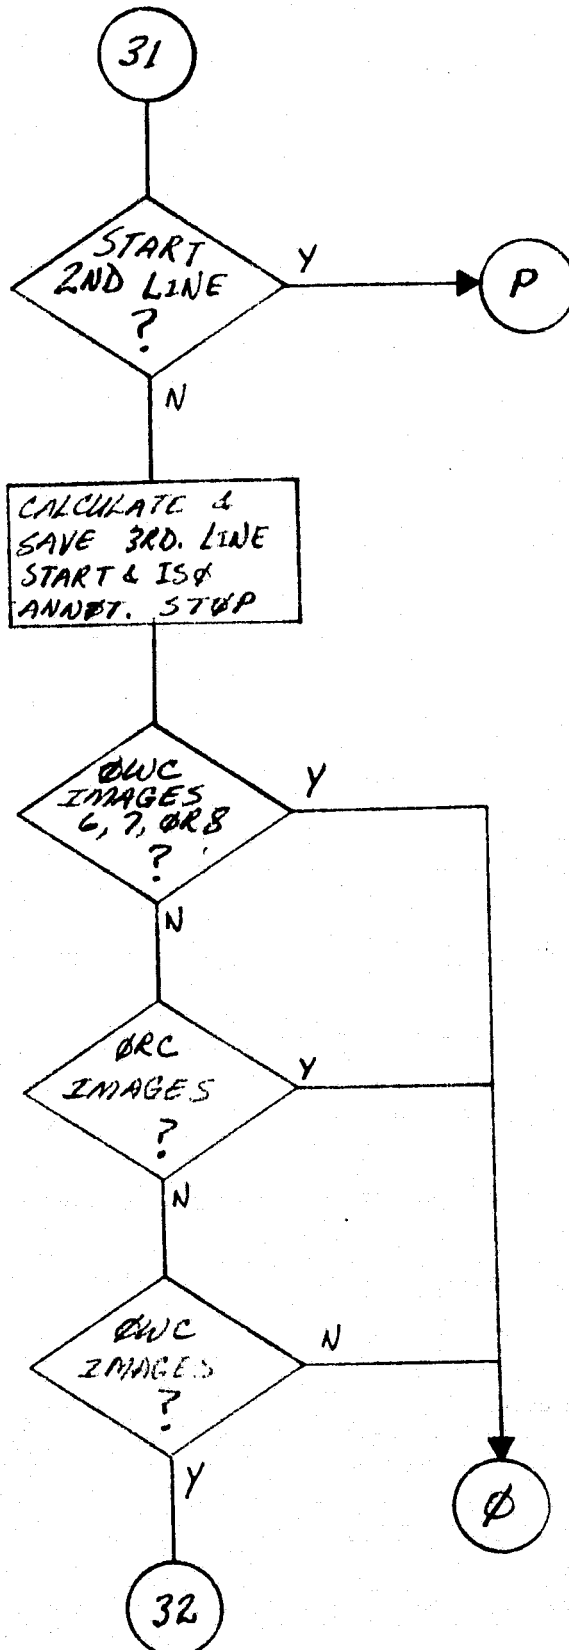 31
START
2ND LINE
?
Y
P
N
CALCULATE &
SAVE 3RD. LINE
START & ISØ
ANNØT. STØP
ØWC
IMAGES
6, 7, ØR 8
?
Y
N
ØRC
IMAGES
?
Y
N
ØWC
IMAGES
?
N
Y
Ø
32